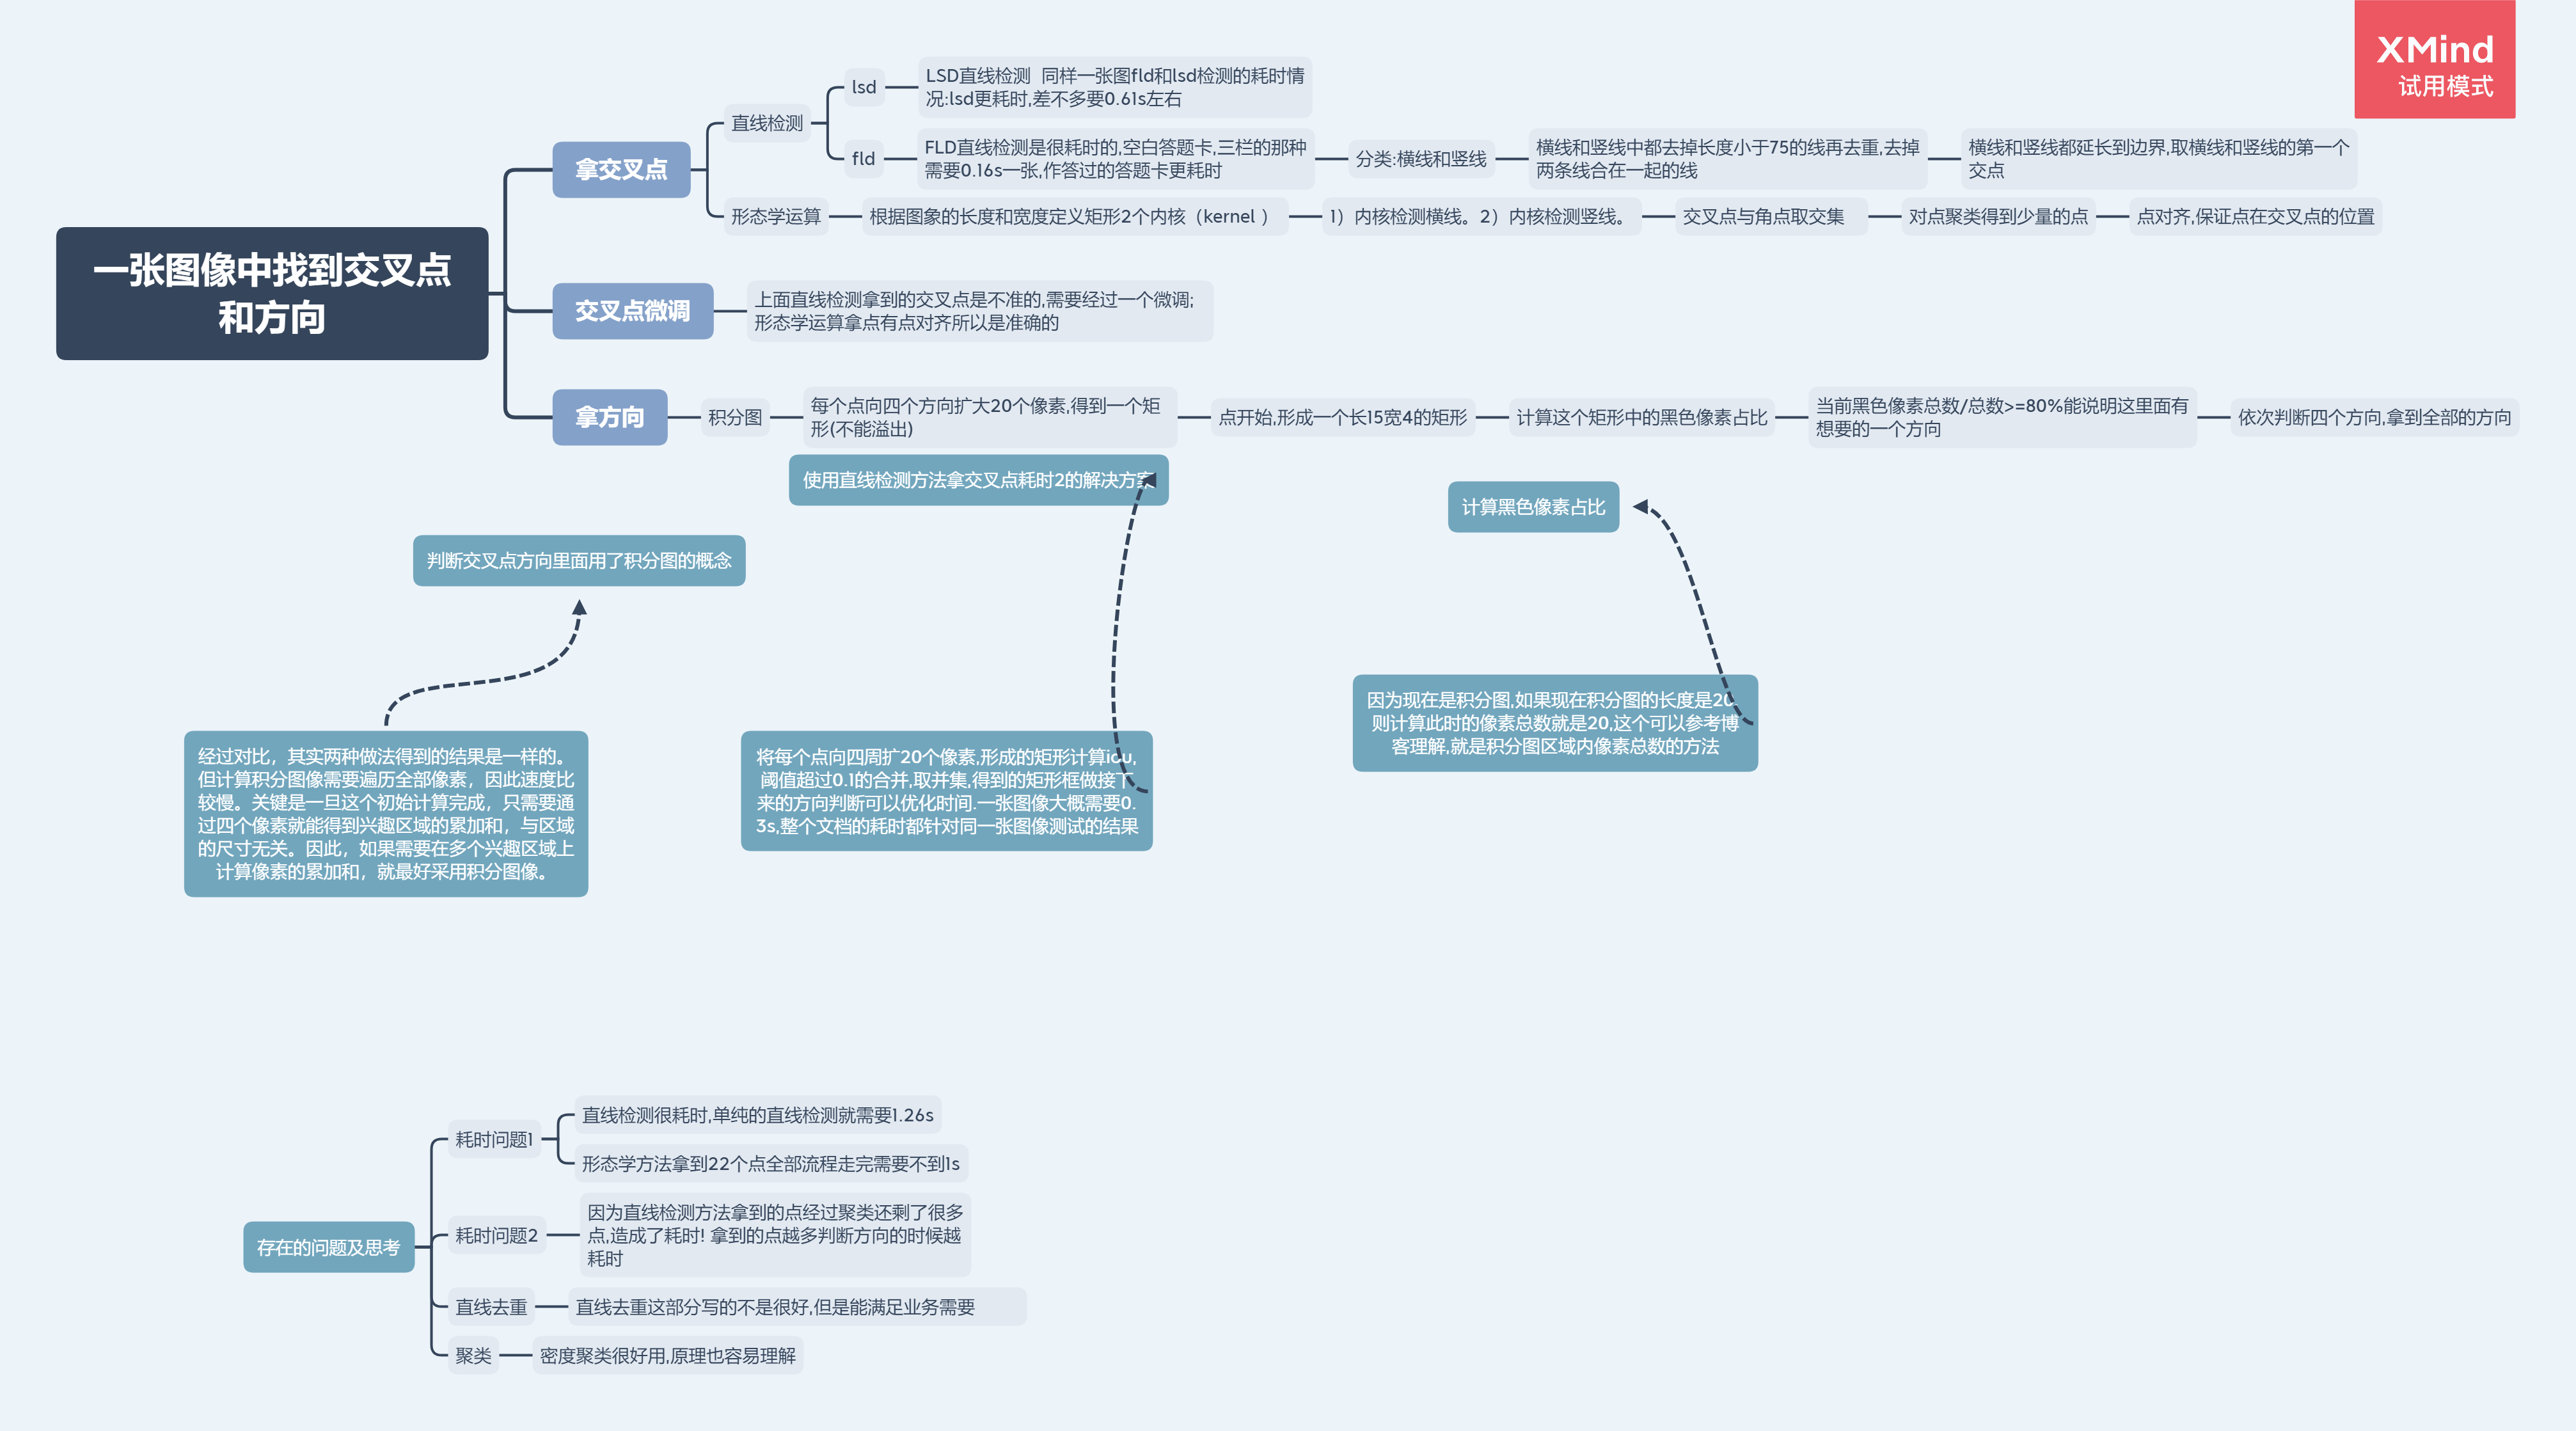 XMind
试用模式
一张图像中找到交叉点
和方向
拿交叉点
直线检测
lsd
LSD直线检测 同样一张图fld和lsd检测的耗时情
况:lsd更耗时,差不多要0.61s左右
fld
FLD直线检测是很耗时的,空白答题卡,三栏的那种
需要0.16s一张,作答过的答题卡更耗时
分类:横线和竖线
横线和竖线中都去掉长度小于75的线再去重,去掉
两条线合在一起的线
横线和竖线都延长到边界,取横线和竖线的第一个
交点
形态学运算
根据图象的长度和宽度定义矩形2个内核（kernel ）
1）内核检测横线。2）内核检测竖线。
交叉点与角点取交集
对点聚类得到少量的点
点对齐,保证点在交叉点的位置
交叉点微调
上面直线检测拿到的交叉点是不准的,需要经过一个微调;
形态学运算拿点有点对齐所以是准确的
拿方向
积分图
每个点向四个方向扩大20个像素,得到一个矩
形(不能溢出)
点开始,形成一个长15宽4的矩形
计算这个矩形中的黑色像素占比
当前黑色像素总数/总数>=80%能说明这里面有
想要的一个方向
依次判断四个方向,拿到全部的方向
使用直线检测方法拿交叉点耗时2的解决方案
计算黑色像素占比
判断交叉点方向里面用了积分图的概念
因为现在是积分图,如果现在积分图的长度是20,
则计算此时的像素总数就是20,这个可以参考博
客理解,就是积分图区域内像素总数的方法
经过对比，其实两种做法得到的结果是一样的。
但计算积分图像需要遍历全部像素，因此速度比
较慢。关键是一旦这个初始计算完成，只需要通
过四个像素就能得到兴趣区域的累加和，与区域
的尺寸无关。因此，如果需要在多个兴趣区域上
计算像素的累加和，就最好采用积分图像。
将每个点向四周扩20个像素,形成的矩形计算iou,
阈值超过0.1的合并,取并集,得到的矩形框做接下
来的方向判断可以优化时间.一张图像大概需要0.
3s,整个文档的耗时都针对同一张图像测试的结果
存在的问题及思考
耗时问题1
直线检测很耗时,单纯的直线检测就需要1.26s
形态学方法拿到22个点全部流程走完需要不到1s
耗时问题2
因为直线检测方法拿到的点经过聚类还剩了很多
点,造成了耗时! 拿到的点越多判断方向的时候越
耗时
直线去重
直线去重这部分写的不是很好,但是能满足业务需要
聚类
密度聚类很好用,原理也容易理解